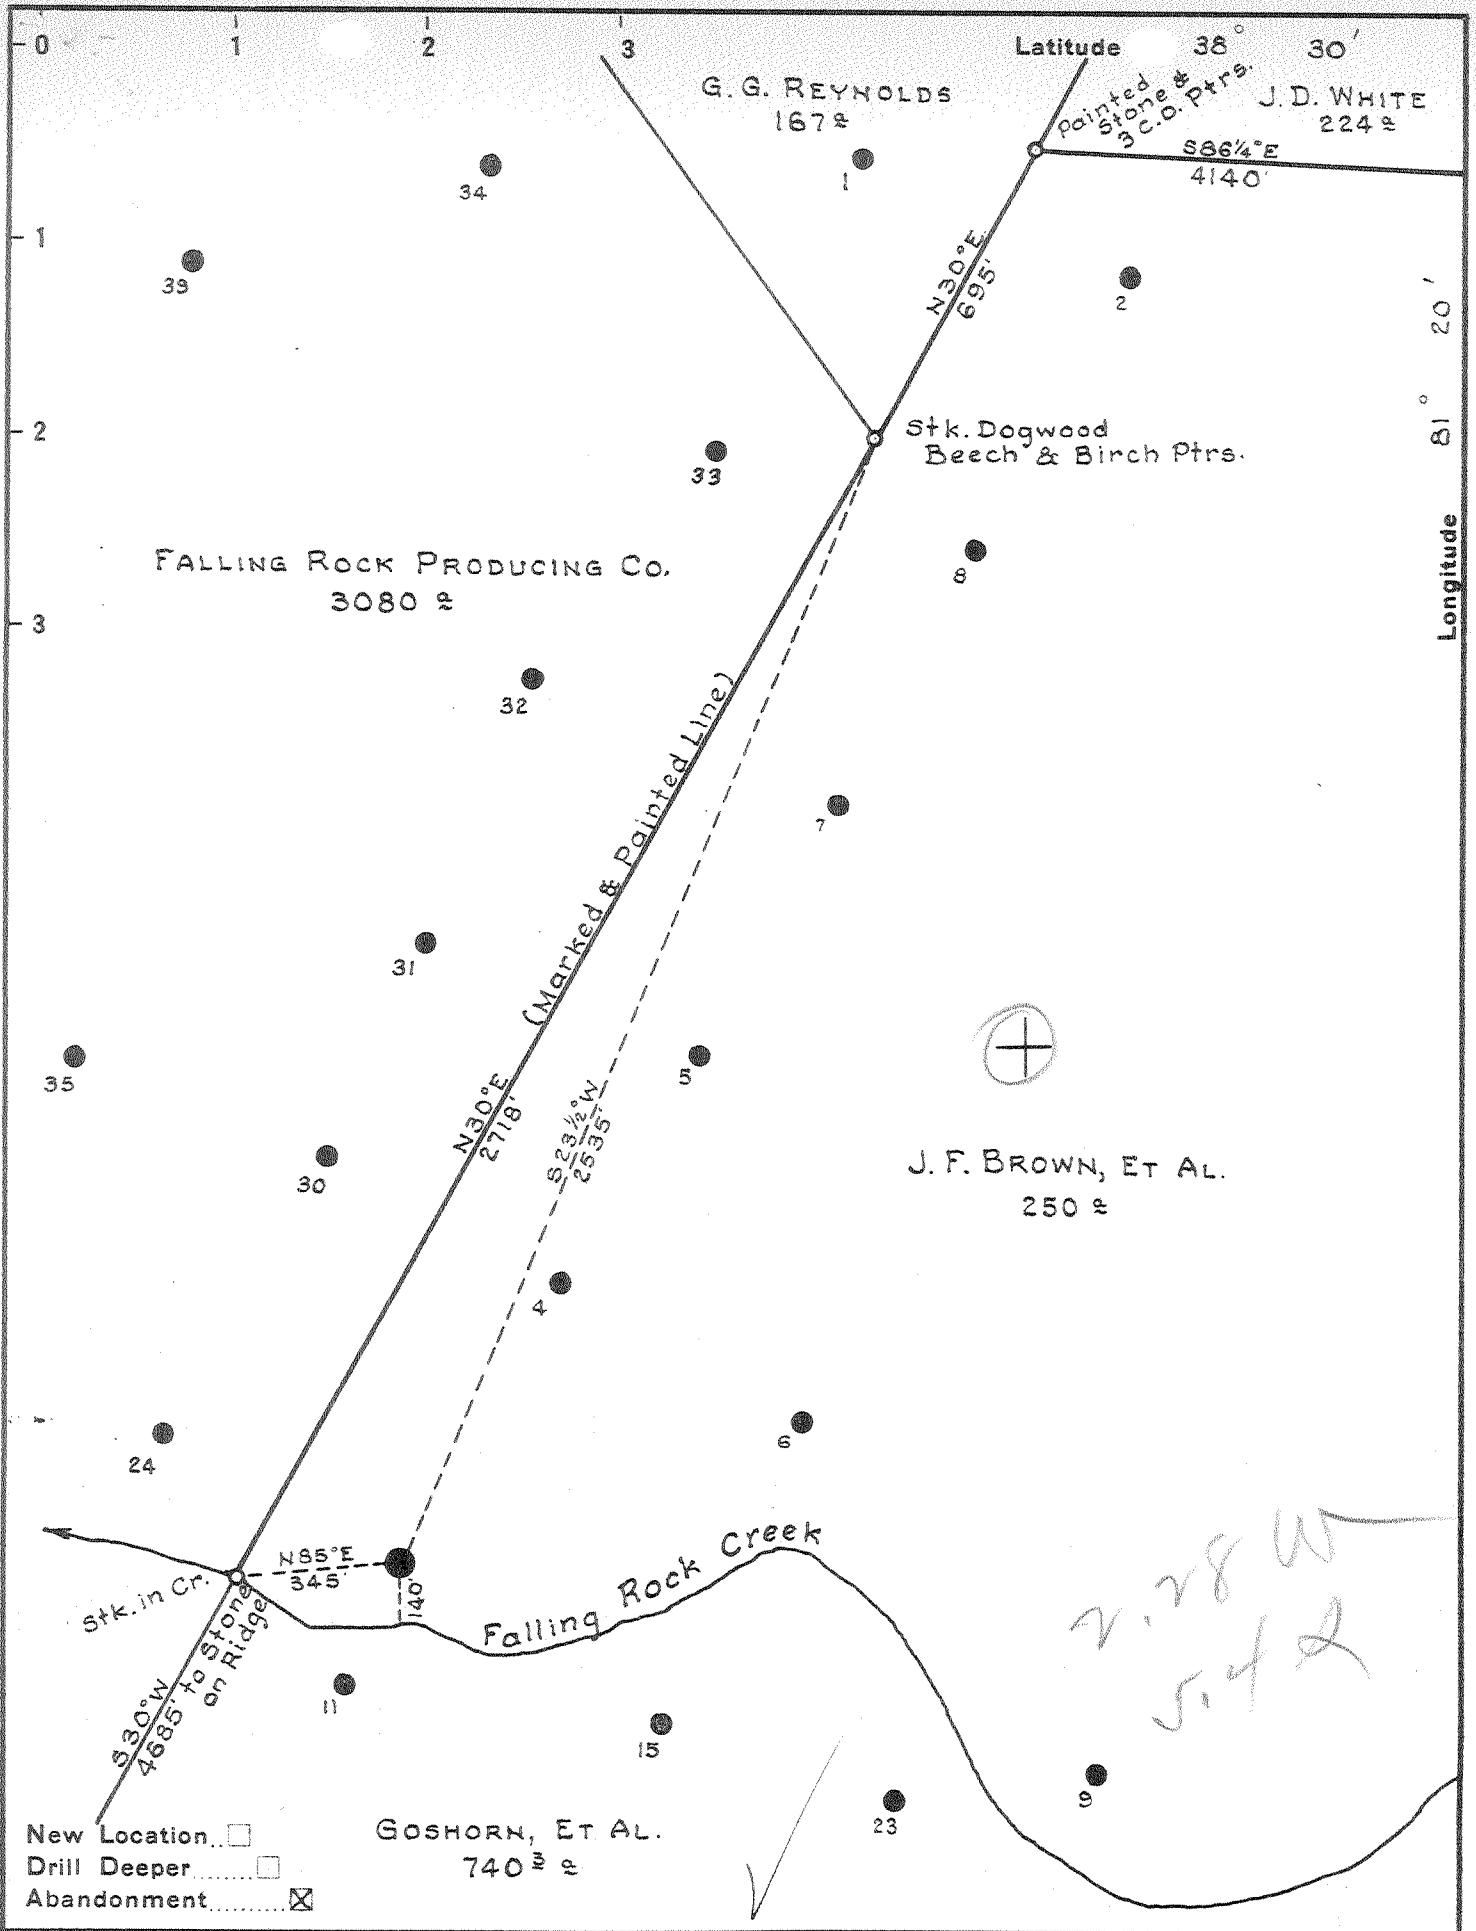 0 1 2 3 Latitude 38° 30'
G. G. REYNOLDS
167 a
Painted
Stone &
3 C.O. Ptrs.
J. D. WHITE
224 a
S86¼°E
4140'
34
1
1
39
N30°E
695'
2
Longitude 81° 20'
2
Stk. Dogwood
Beech & Birch Ptrs.
33
8
FALLING ROCK PRODUCING CO.
3080 a
3
32
(Marked & Painted Line)
7
31
35
5
N30°E
2718'
S23½°W
2535'
30
J. F. BROWN, ET AL.
250 a
4
24
6
N85°E
345'
140'
Stk. in Cr.
Falling Rock Creek
S30°W
4685' to Stone
on Ridge
11
15
9
23
2.28 W
New Location..
Drill Deeper........
Abandonment.......... X
GOSHORN, ET AL.
740 3/4 a